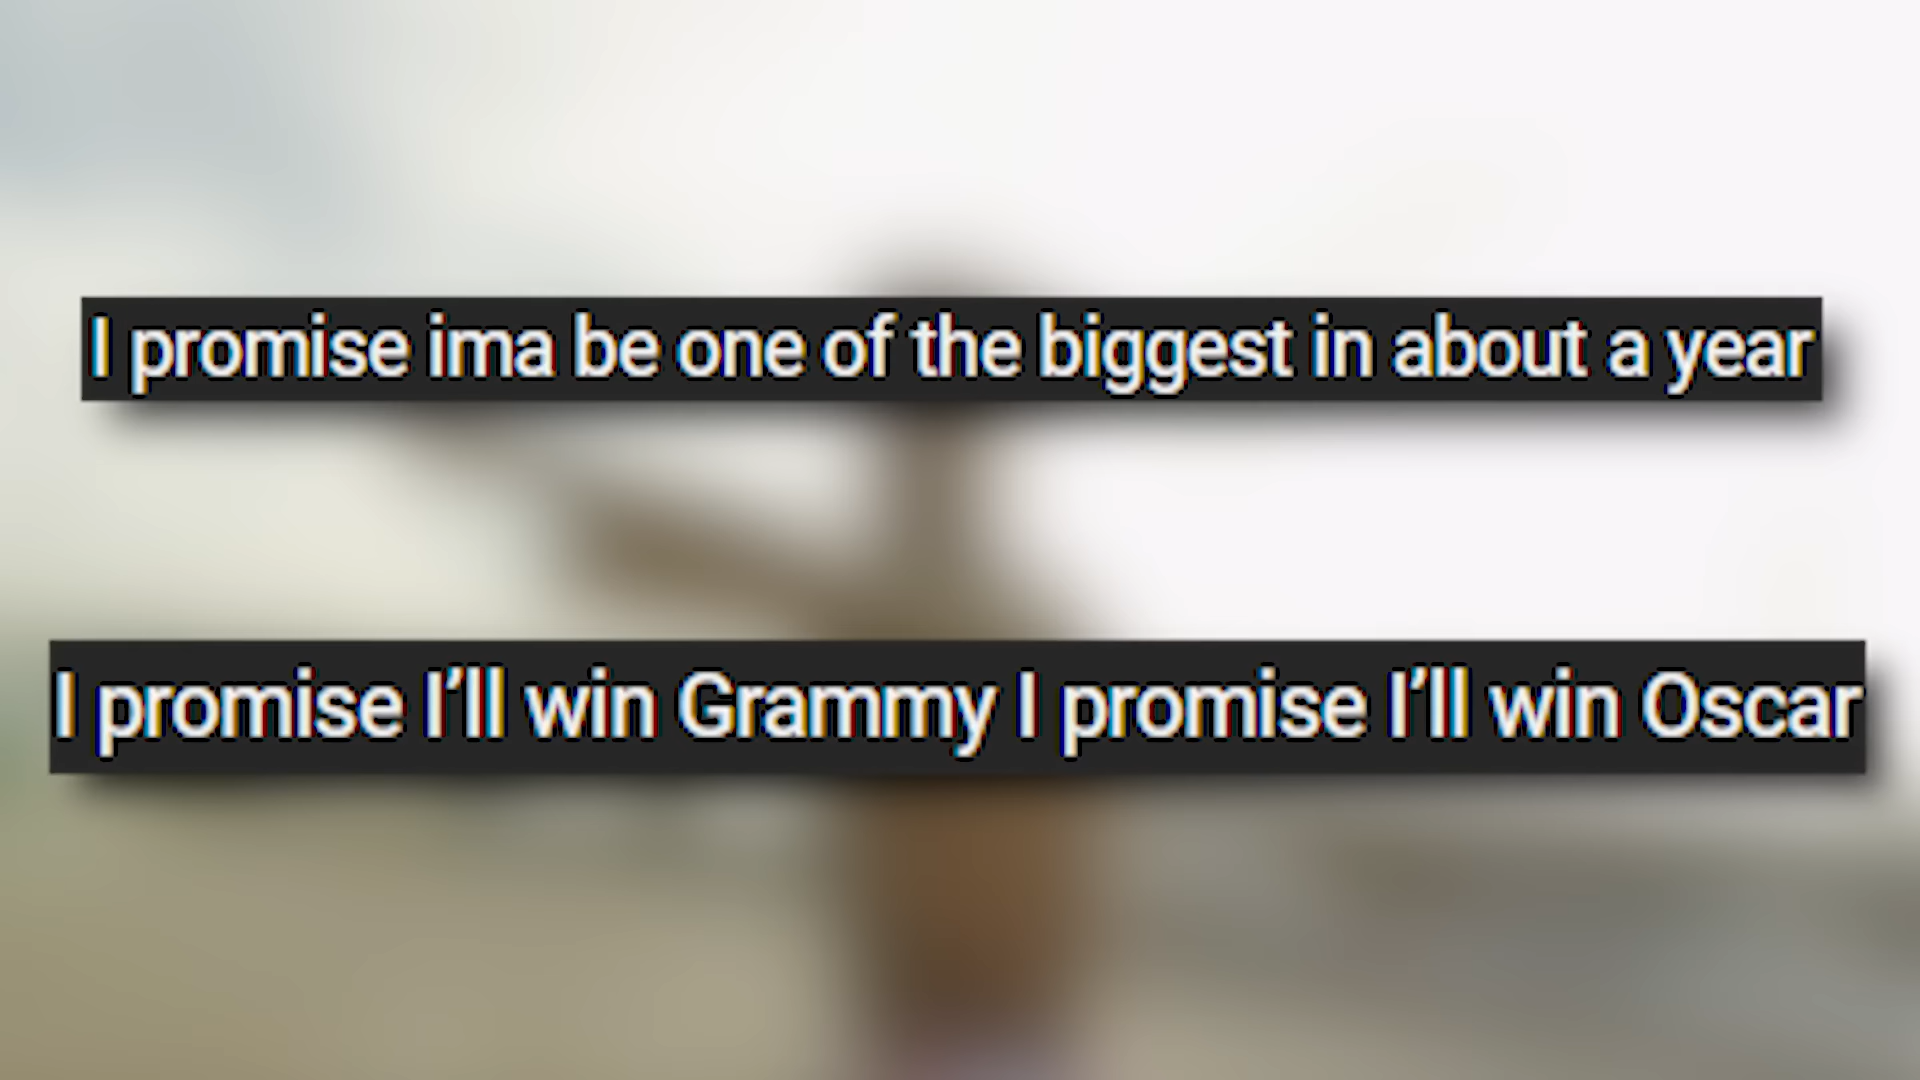 I promise ima be one of the biggest in about a year
I promise I’ll win Grammy I promise I’ll win Oscar